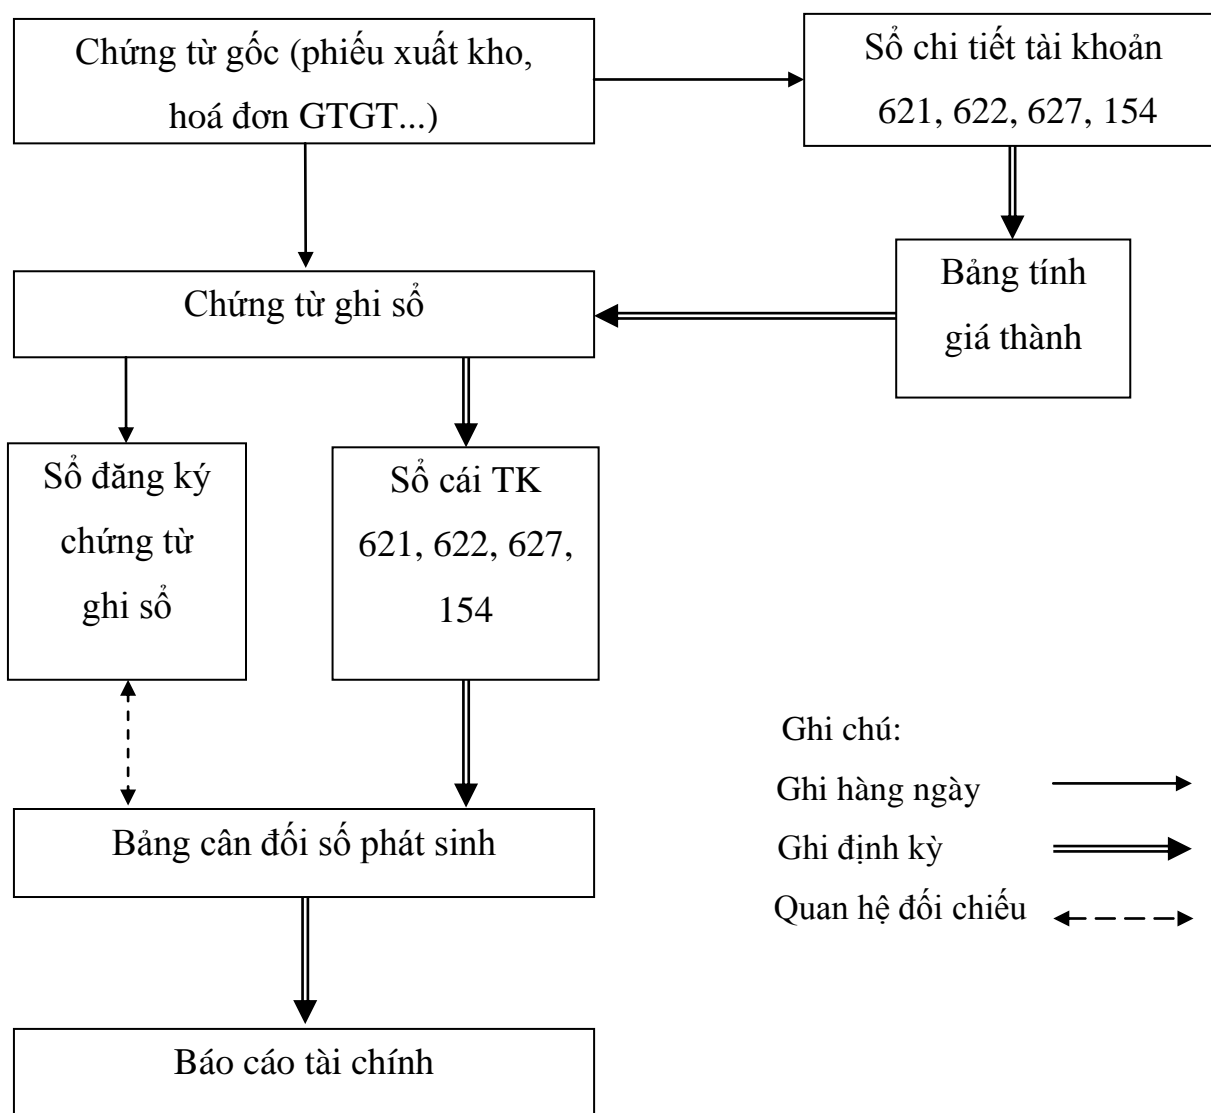 Chứng từ gốc (phiếu xuất kho,
hoá đơn GTGT...)
Sổ chi tiết tài khoản
621, 622, 627, 154
Chứng từ ghi sổ
Bảng tính
giá thành
Sổ đăng ký
chứng từ
ghi sổ
Sổ cái TK
621, 622, 627,
154
Ghi chú:
Ghi hàng ngày
Ghi định kỳ
Quan hệ đối chiếu
Bảng cân đối số phát sinh
Báo cáo tài chính